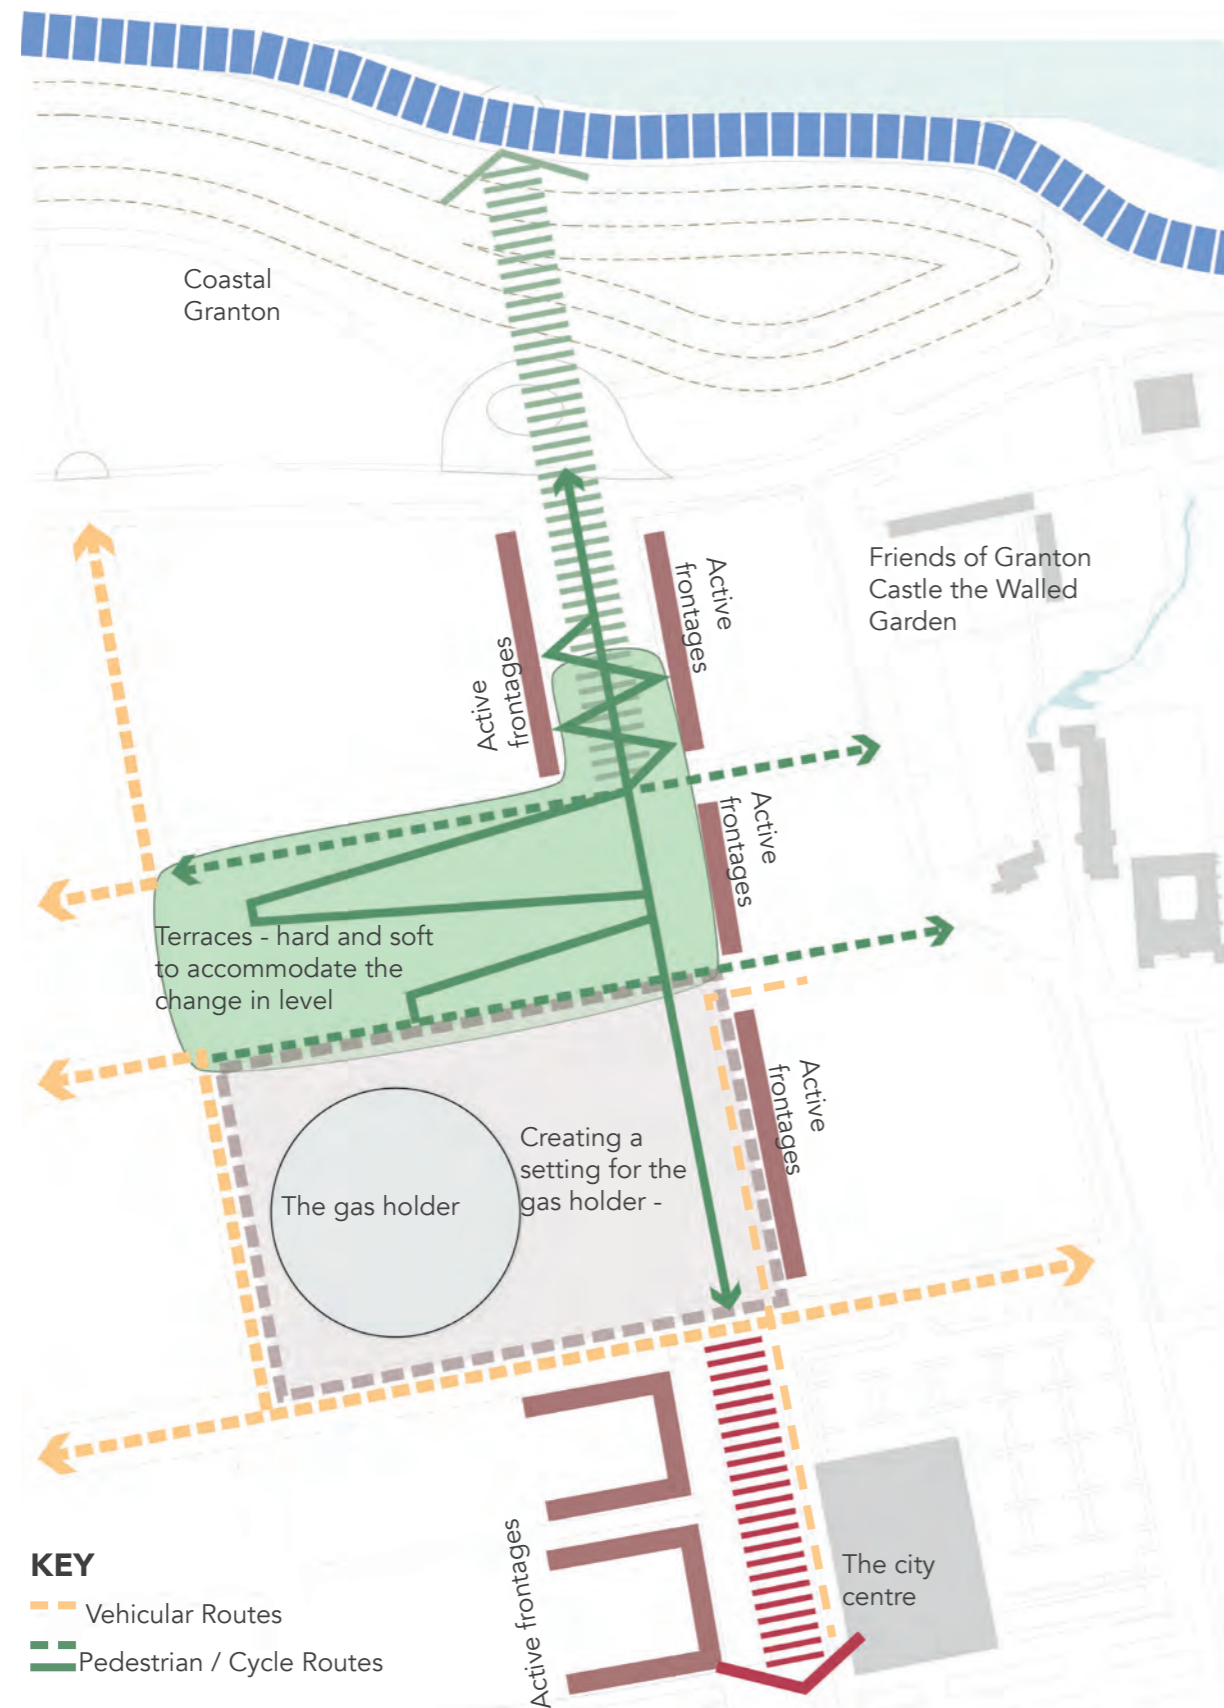 Coastal
Granton
Friends of Granton
Castle the Walled
Garden
Active
frontages
Active
frontages
Active
frontages
Terraces - hard and soft
to accommodate the
change in level
Active
frontages
Creating a
setting for the
gas holder -
The gas holder
Active frontages
The city
centre
KEY
Vehicular Routes
Pedestrian / Cycle Routes